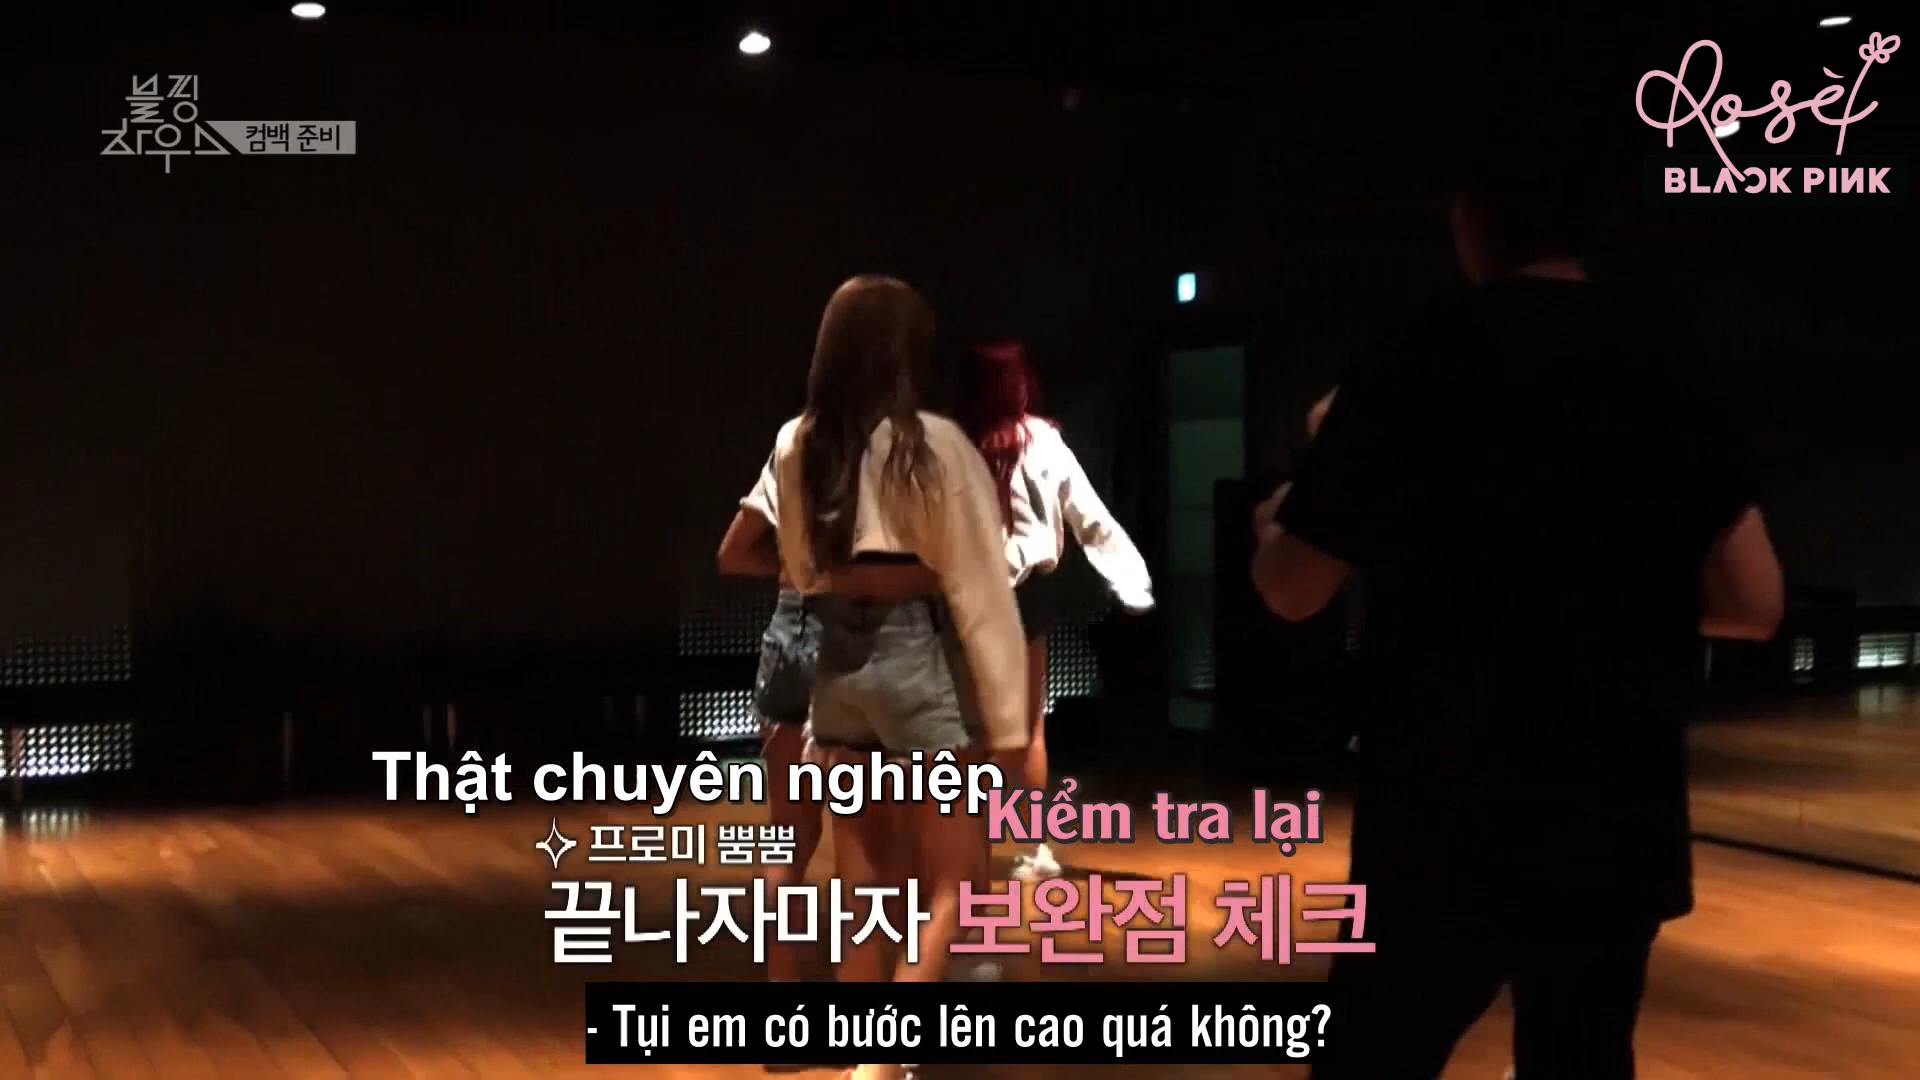 블핑
하우스
컴백 준비
Rosé
BLACKPINK
Thật chuyên nghiệp
Kiểm tra lại
프로미 뿜뿜
끝나자마자 보완점 체크
- Tụi em có bước lên cao quá không?